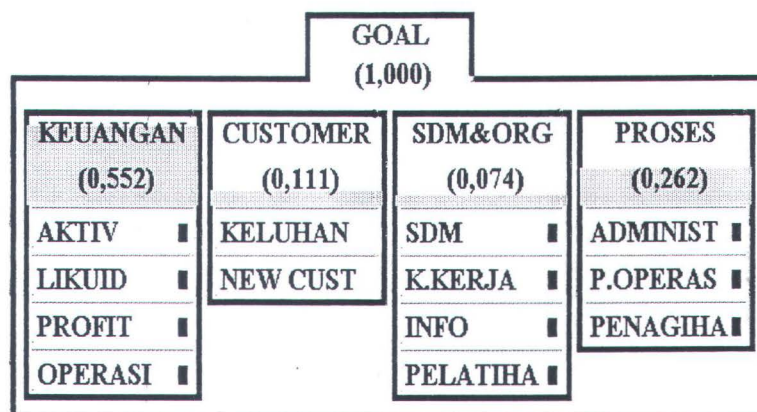 GOAL
(1,000)
KEUANGAN
(0,552)
AKTIV
LIKUID
PROFIT
OPERASI
CUSTOMER
(0,111)
KELUHAN
NEW CUST
SDM&ORG
(0,074)
SDM
K.KERJA
INFO
PELATIHA
PROSES
(0,262)
ADMINIST
P.OPERAS
PENAGIHA